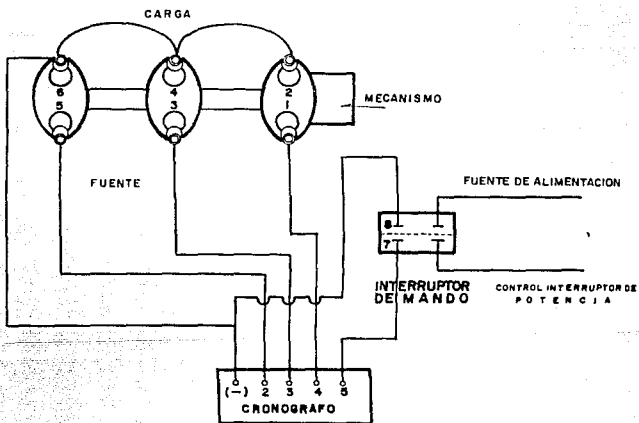 CARGA
6 4 2
5 3 1
MECANISMO
FUENTE
FUENTE DE ALIMENTACION
8
7
INTERRUPTOR
DE MANDO
CONTROL INTERRUPTOR DE
POTENCIA
(−) 2 3 4 5
CRONOGRAFO